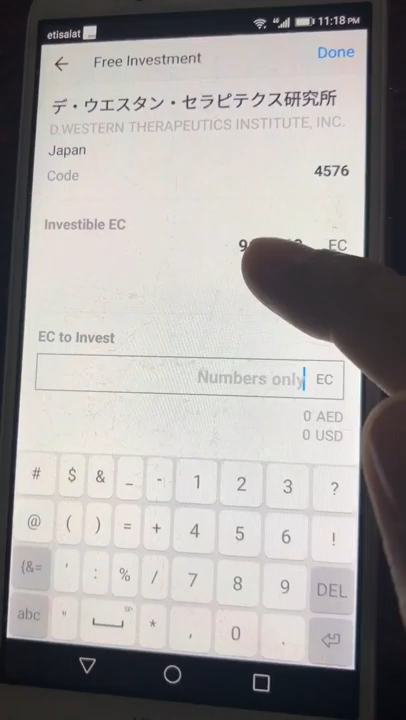 etisalat
11:18 PM
Free Investment
Done
デ・ウエスタン・セラピテクス研究所
D.WESTERN THERAPEUTICS INSTITUTE, INC.
Japan
Code
4576
Investible EC
EC
EC to Invest
Numbers only EC
0 AED
0 USD
# $ & _ - 1 2 3 ?
@ ( ) = + 4 5 6 !
{&= ' : % / 7 8 9 DEL
abc " * , 0 .